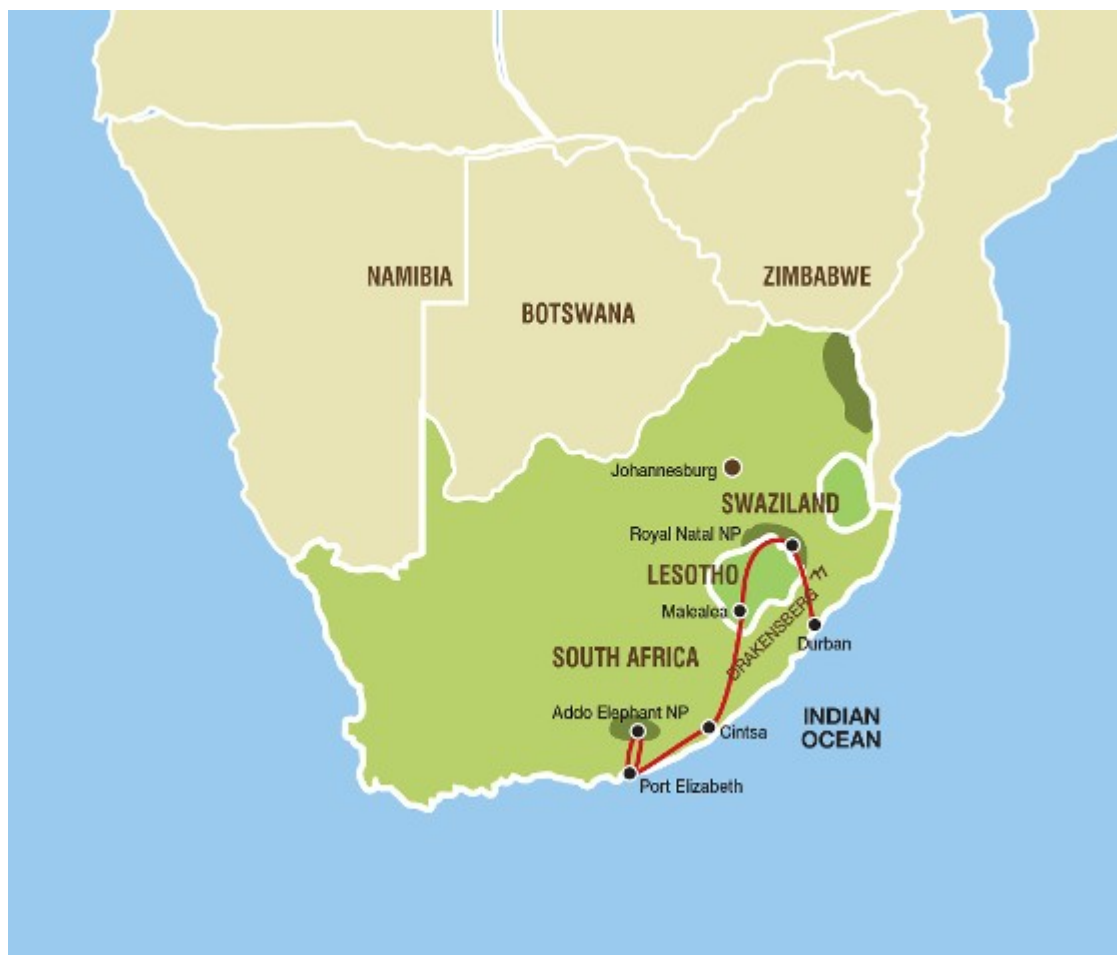 NAMIBIA
ZIMBABWE
BOTSWANA
Johannesburg
SWAZILAND
Royal Natal NP
LESOTHO
Malealea
DRAKENSBERG
Durban
SOUTH AFRICA
Addo Elephant NP
INDIAN
OCEAN
Cintsa
Port Elizabeth